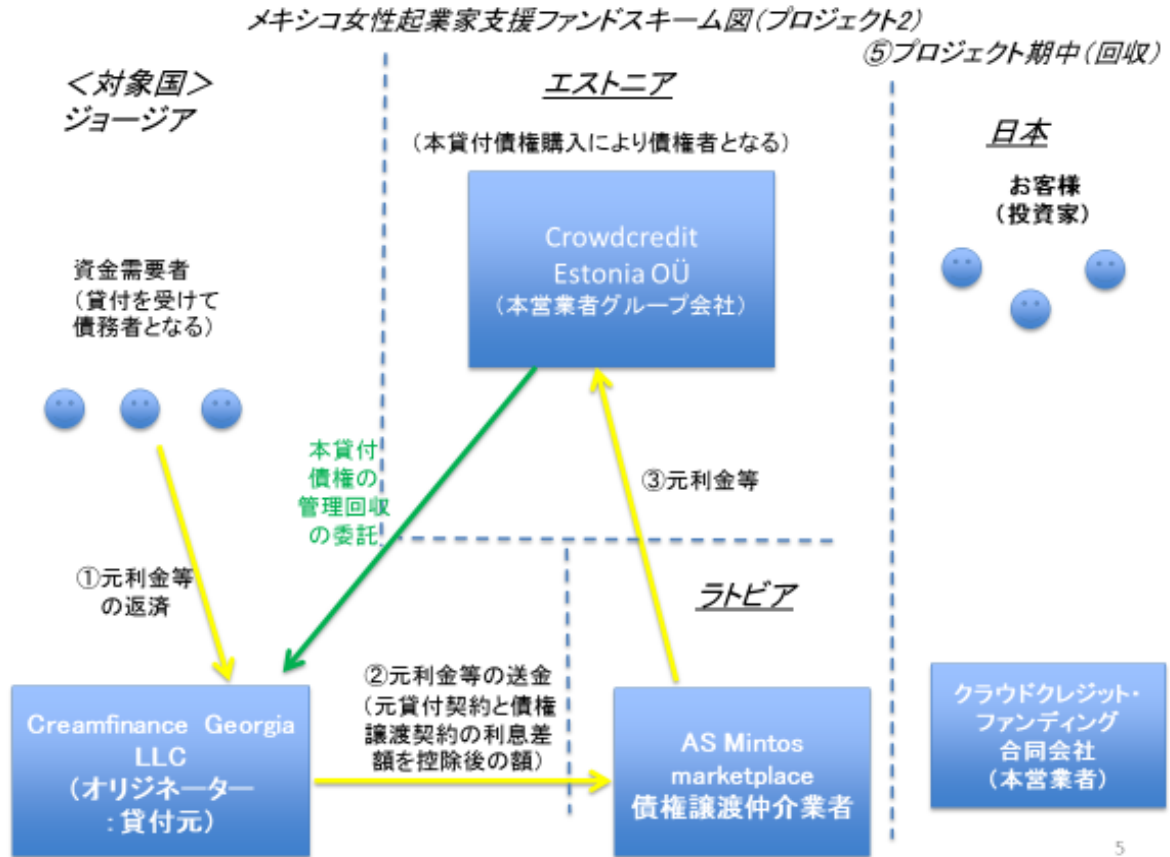 メキシコ女性起業家支援ファンドスキーム図(プロジェクト2)
⑤プロジェクト期中(回収)
＜対象国＞
ジョージア
エストニア
(本貸付債権購入により債権者となる)
日本
お客様
(投資家)
Crowdcredit
Estonia OÜ
(本営業者グループ会社)
資金需要者
(貸付を受けて
債務者となる)
本貸付
債権の
管理回収
の委託
③元利金等
①元利金等
の返済
ラトビア
②元利金等の送金
(元貸付契約と債権
譲渡契約の利息差
額を控除後の額)
Creamfinance Georgia
LLC
(オリジネーター
:貸付元)
AS Mintos
marketplace
債権譲渡仲介業者
クラウドクレジット・
ファンディング
合同会社
(本営業者)
5